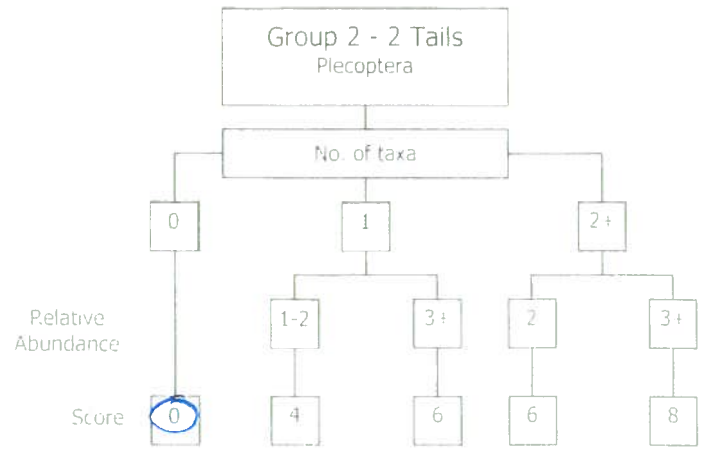 Group 2 - 2 Tails
Plecoptera
No. of taxa
0 1 2+
Relative
Abundance
1-2 3+ 2 3+
Score 0 4 6 6 8